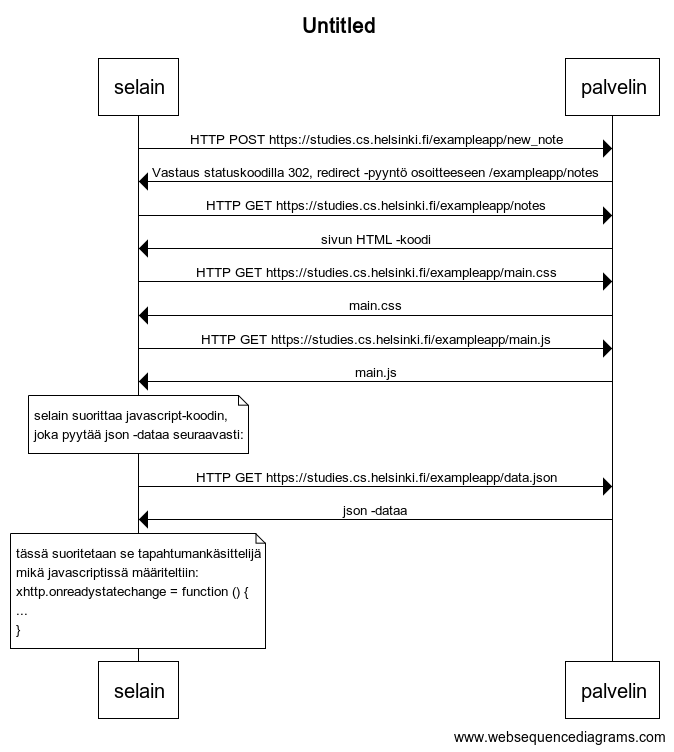 Untitled
selain
palvelin
HTTP POST https://studies.cs.helsinki.fi/exampleapp/new_note
Vastaus statuskoodilla 302, redirect -pyyntö osoitteeseen /exampleapp/notes
HTTP GET https://studies.cs.helsinki.fi/exampleapp/notes
sivun HTML -koodi
HTTP GET https://studies.cs.helsinki.fi/exampleapp/main.css
main.css
HTTP GET https://studies.cs.helsinki.fi/exampleapp/main.js
main.js
selain suorittaa javascript-koodin,
joka pyytää json -dataa seuraavasti:
HTTP GET https://studies.cs.helsinki.fi/exampleapp/data.json
json -dataa
tässä suoritetaan se tapahtumankäsittelijä
mikä javascriptissä määriteltiin:
xhttp.onreadystatechange = function () {
...
}
selain
palvelin
www.websequencediagrams.com